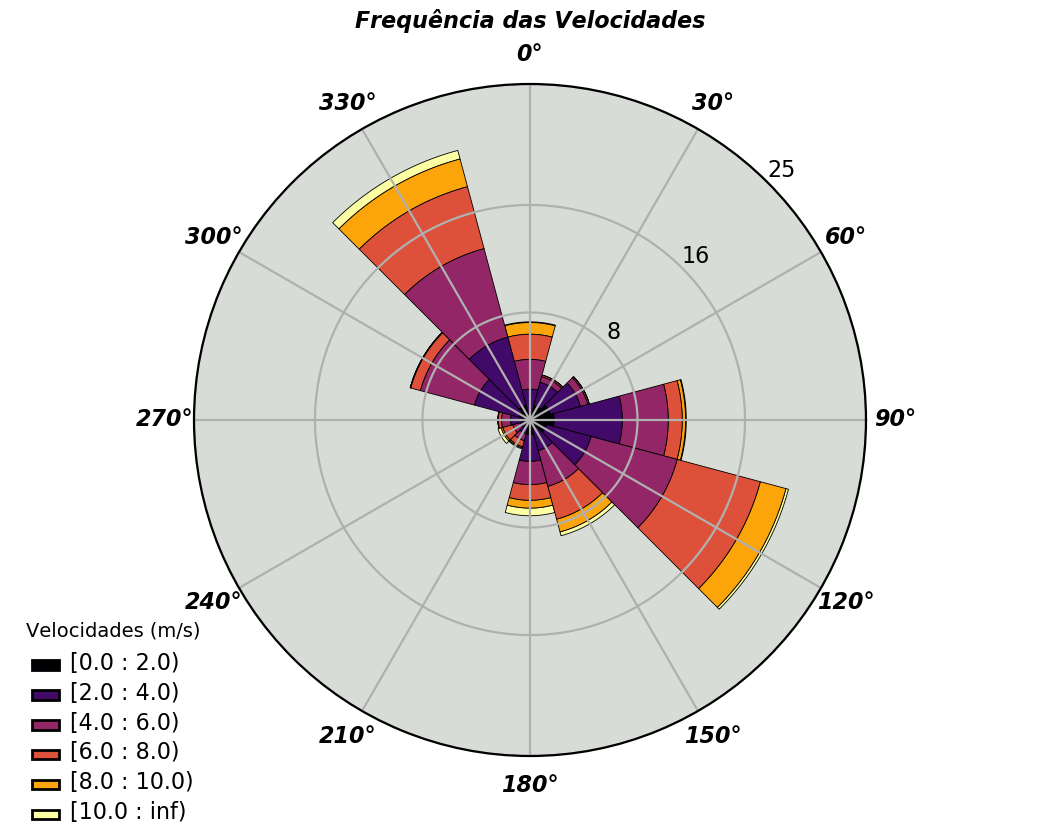 Frequência das Velocidades
0°
330°
30°
25
300°
60°
16
8
270°
90°
240°
120°
210°
150°
180°
Velocidades (m/s)
[0.0 : 2.0)
[2.0 : 4.0)
[4.0 : 6.0)
[6.0 : 8.0)
[8.0 : 10.0)
[10.0 : inf)